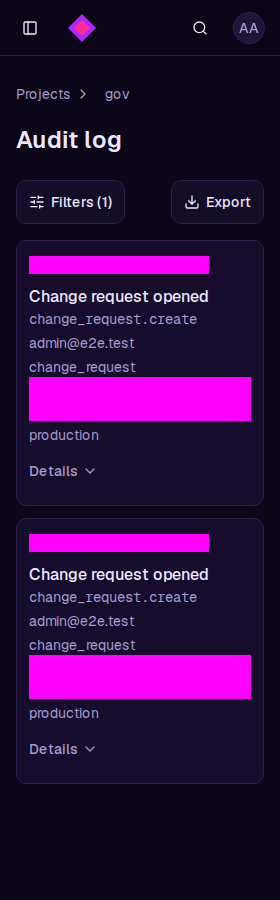 AA
Projects > gov
Audit log
Filters (1) Export
Change request opened
change_request.create
admin@e2e.test
change_request
production
Details
Change request opened
change_request.create
admin@e2e.test
change_request
production
Details